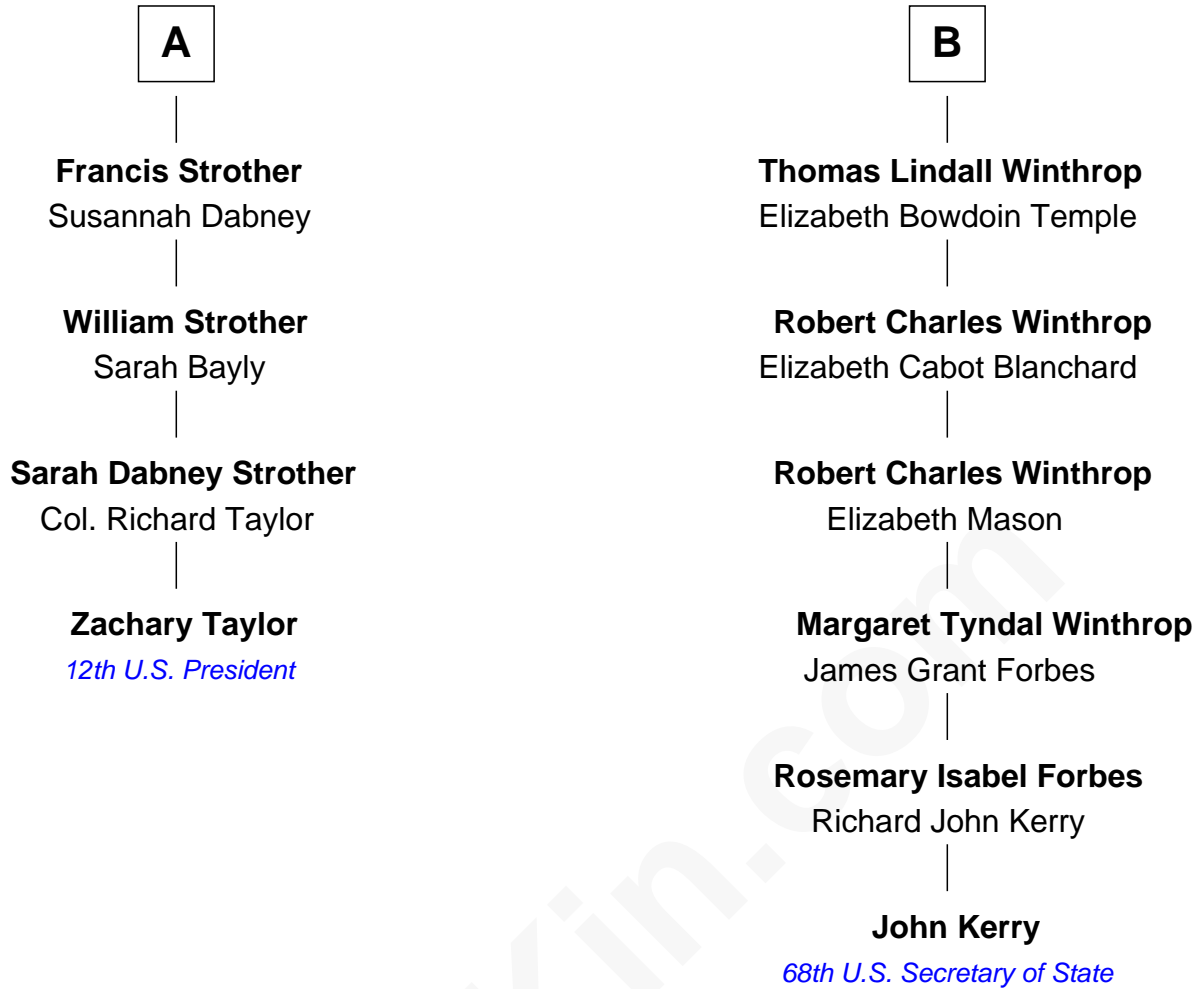 A
Francis Strother
Susannah Dabney
William Strother
Sarah Bayly
Sarah Dabney Strother
Col. Richard Taylor
Zachary Taylor
12th U.S. President
B
Thomas Lindall Winthrop
Elizabeth Bowdoin Temple
Robert Charles Winthrop
Elizabeth Cabot Blanchard
Robert Charles Winthrop
Elizabeth Mason
Margaret Tyndal Winthrop
James Grant Forbes
Rosemary Isabel Forbes
Richard John Kerry
John Kerry
68th U.S. Secretary of State
Kin.com